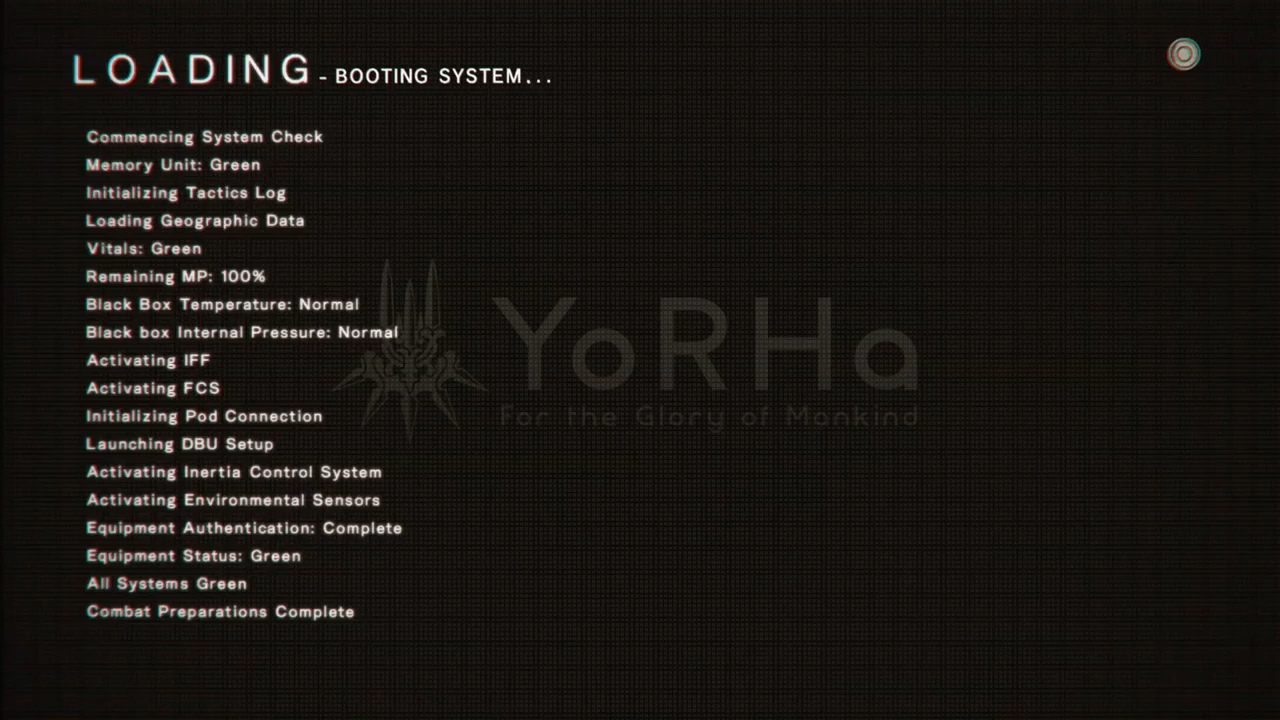 LOADING - BOOTING SYSTEM...
Commencing System Check
Memory Unit: Green
Initializing Tactics Log
Loading Geographic Data
Vitals: Green
Remaining MP: 100%
Black Box Temperature: Normal
Black box Internal Pressure: Normal
Activating IFF
Activating FCS
Initializing Pod Connection
Launching DBU Setup
Activating Inertia Control System
Activating Environmental Sensors
Equipment Authentication: Complete
Equipment Status: Green
All Systems Green
Combat Preparations Complete
YoRHa
For the Glory of Mankind